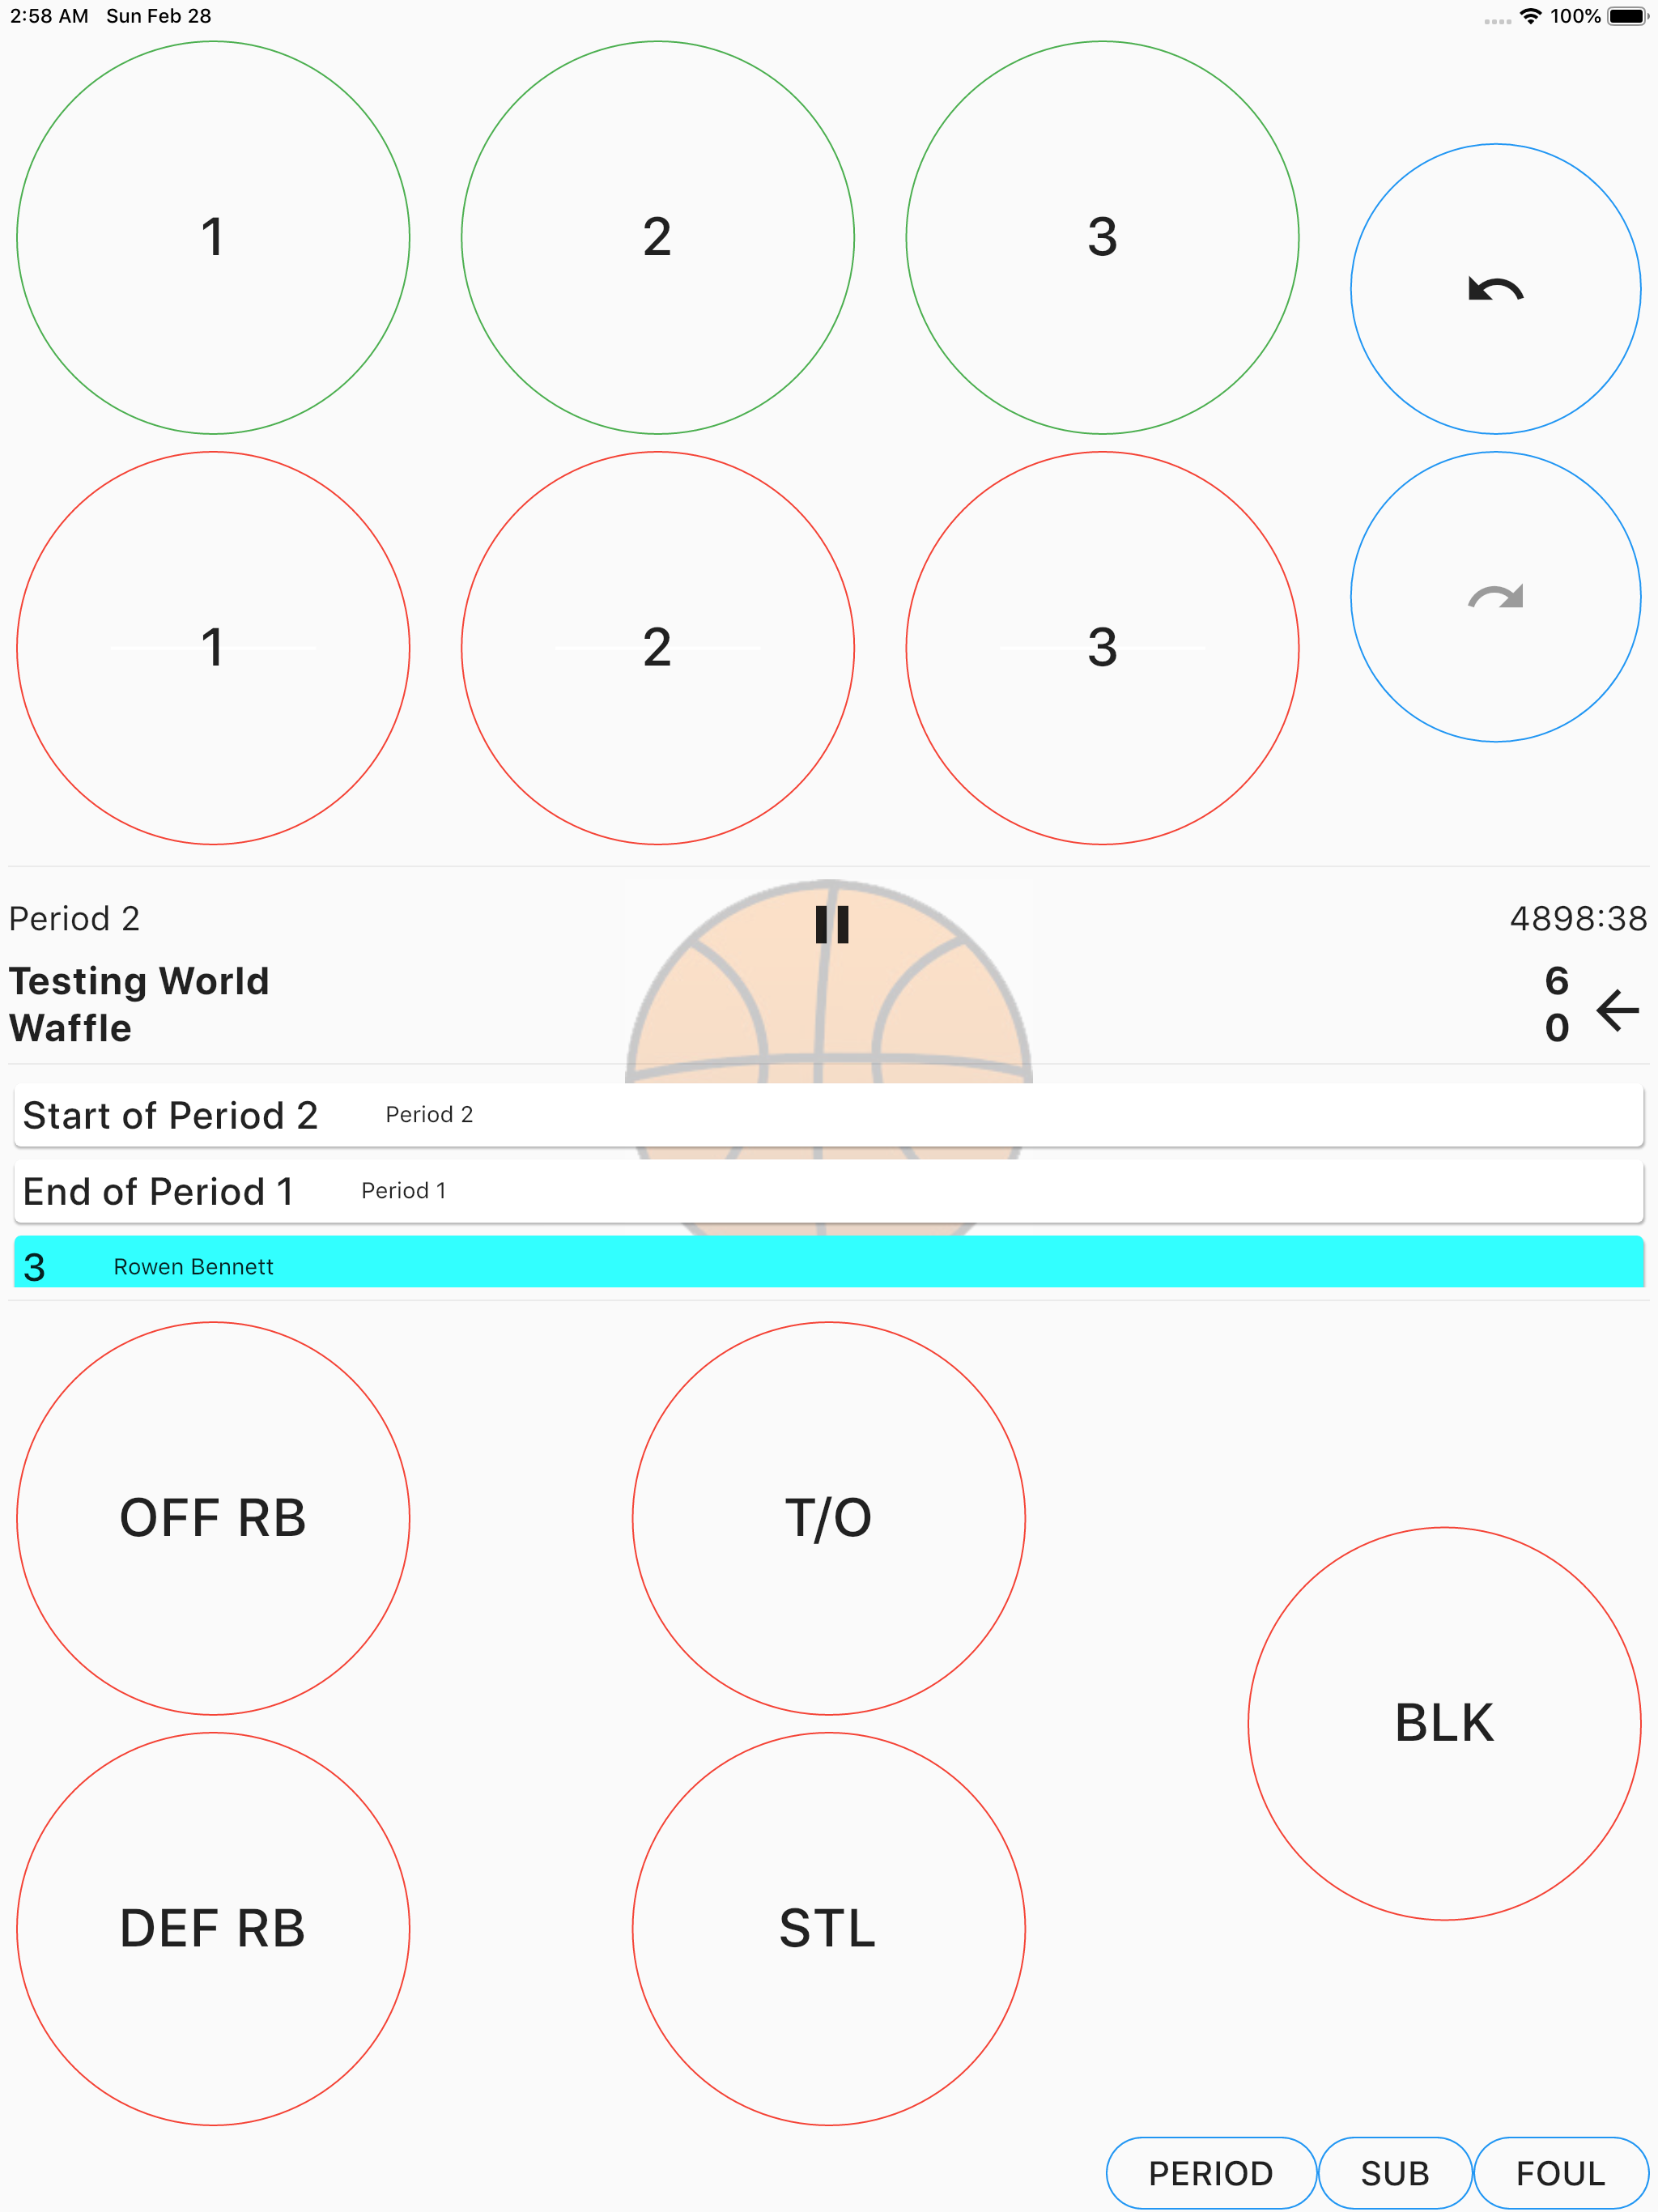 2:58 AM Sun Feb 28 100%
1 2 3
1 2 3
Period 2 4898:38
Testing World 6
Waffle 0
Start of Period 2 Period 2
End of Period 1 Period 1
3 Rowen Bennett
OFF RB T/O
BLK
DEF RB STL
PERIOD SUB FOUL